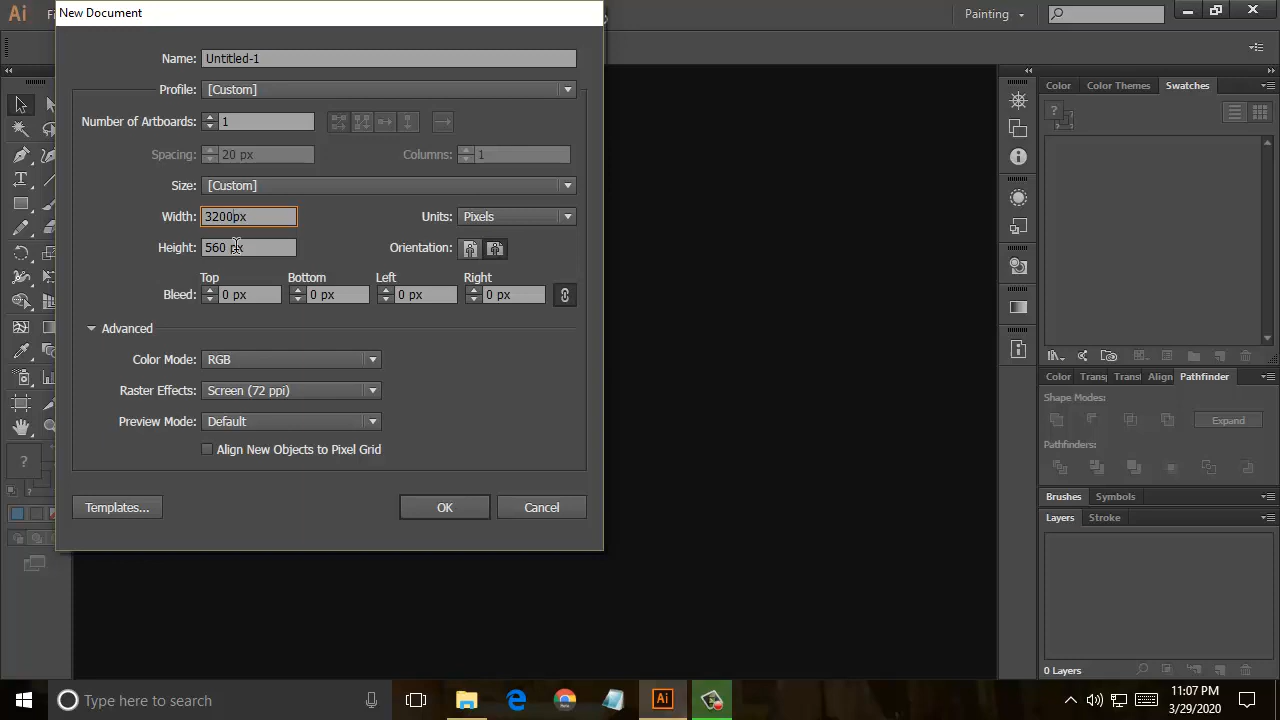 New Document
Ai
Painting
Name: Untitled-1
Profile: [Custom]
Number of Artboards: 1
Spacing: 20 px Columns: 1
Size: [Custom]
Width: 3200px Units: Pixels
Height: 560 px Orientation:
Top Bottom Left Right
Bleed: 0 px 0 px 0 px 0 px
Advanced
Color Mode: RGB
Raster Effects: Screen (72 ppi)
Preview Mode: Default
Align New Objects to Pixel Grid
Templates... OK Cancel
Color Color Themes Swatches
Color Trans Align Pathfinder
Shape Modes:
Expand
Pathfinders:
Brushes Symbols
Layers Stroke
0 Layers
Type here to search
Ai
11:07 PM
3/29/2020